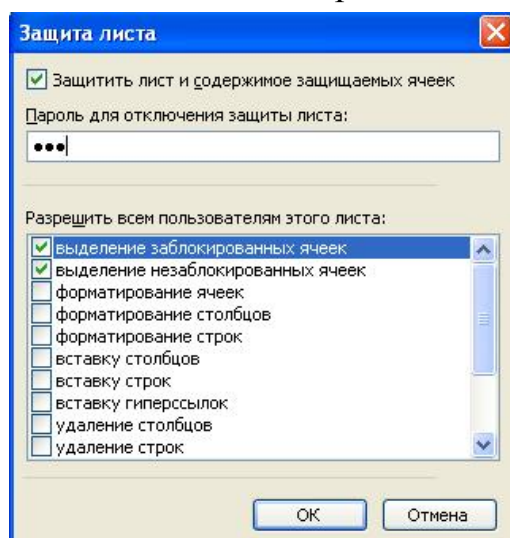 Защита листа
Защитить лист и содержимое защищаемых ячеек
Пароль для отключения защиты листа:
•••
Разрешить всем пользователям этого листа:
выделение заблокированных ячеек
выделение незаблокированных ячеек
форматирование ячеек
форматирование столбцов
форматирование строк
вставку столбцов
вставку строк
вставку гиперссылок
удаление столбцов
удаление строк
ОК Отмена